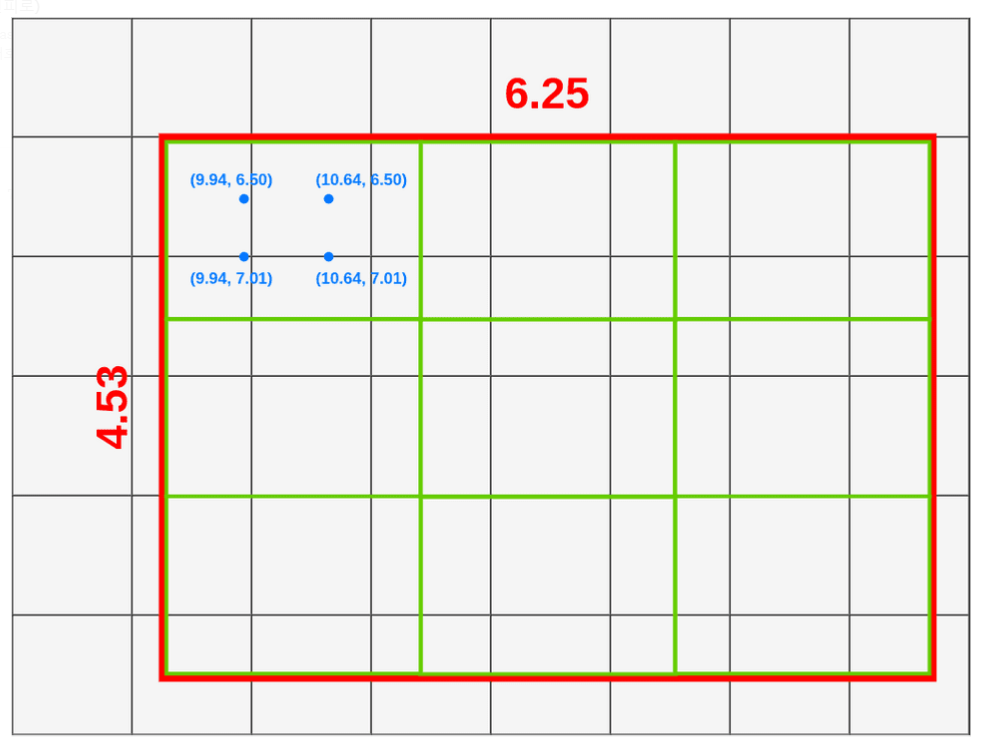 6.25
(9.94, 6.50) (10.64, 6.50)
(9.94, 7.01) (10.64, 7.01)
4.53